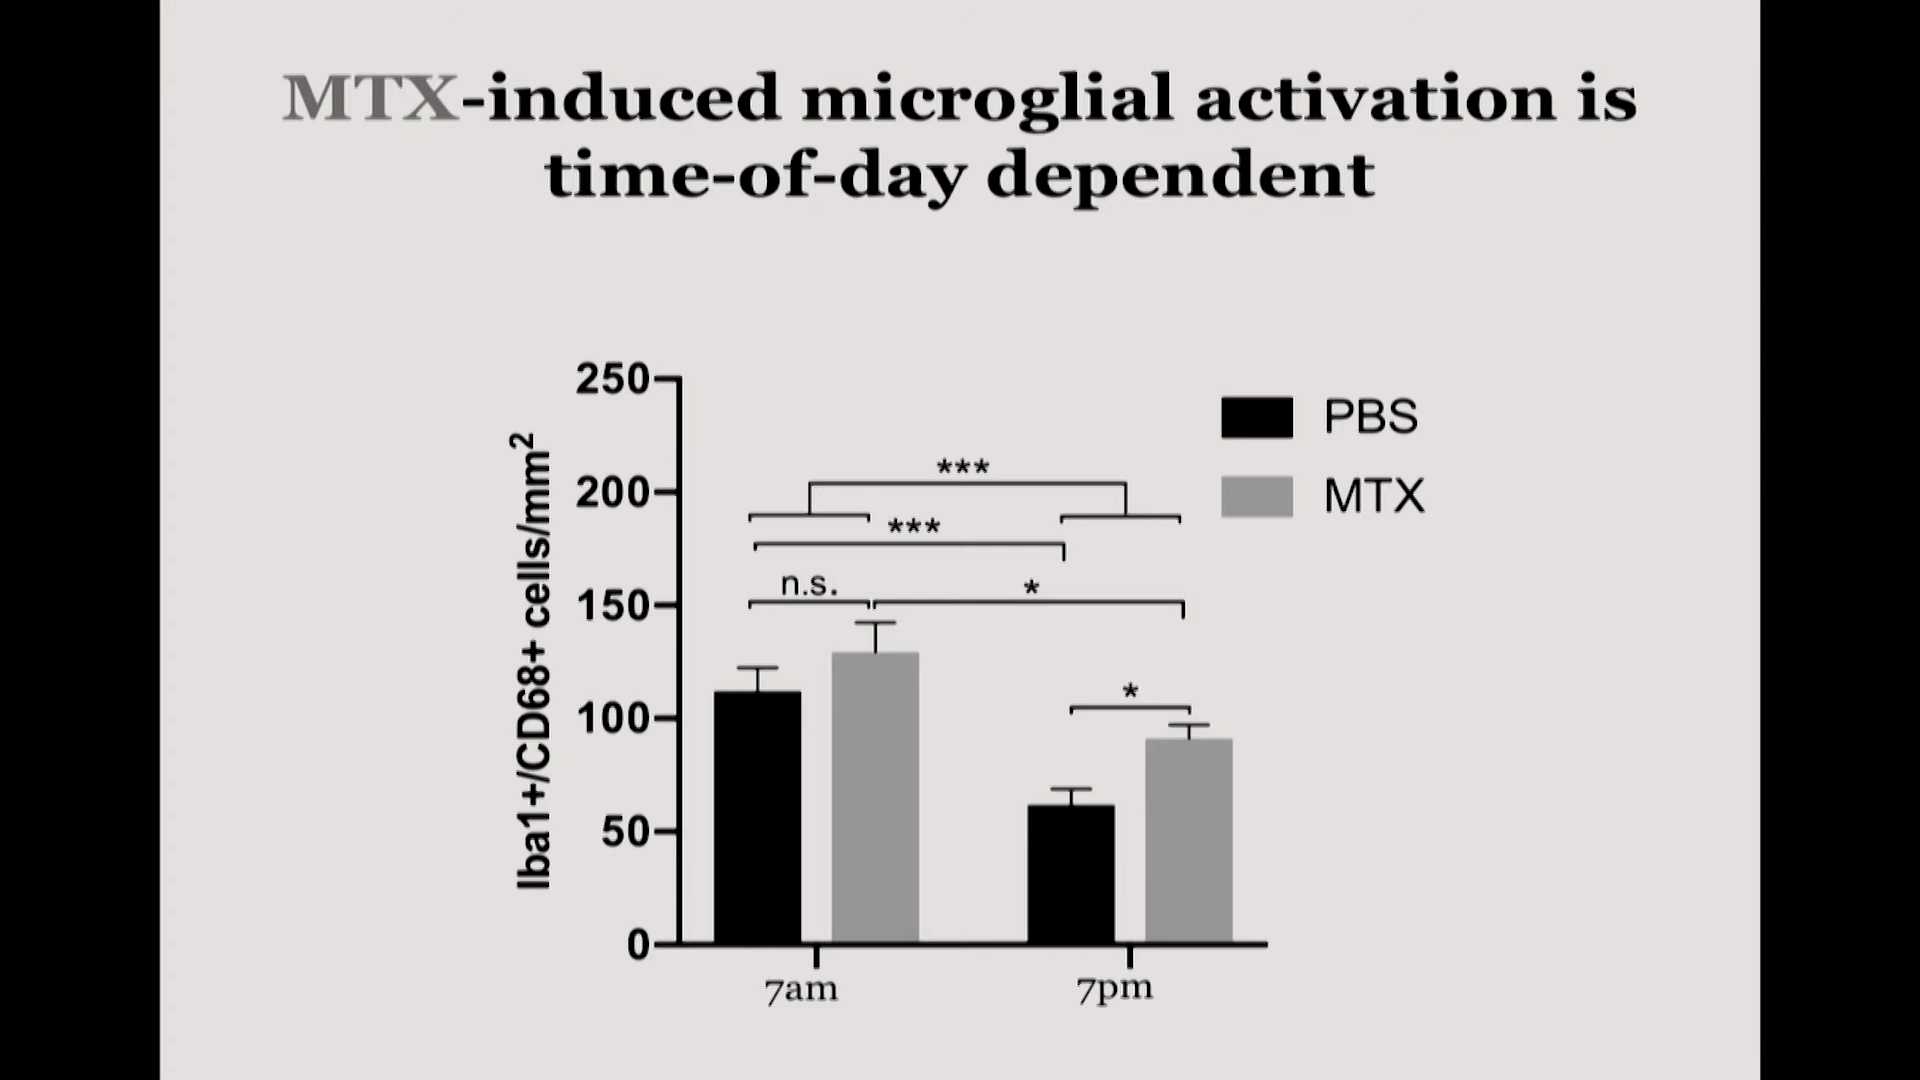 MTX-induced microglial activation is
time-of-day dependent
Iba1+/CD68+ cells/mm²
250
200
150
100
50
0
***
***
n.s.
*
*
PBS
MTX
7am
7pm